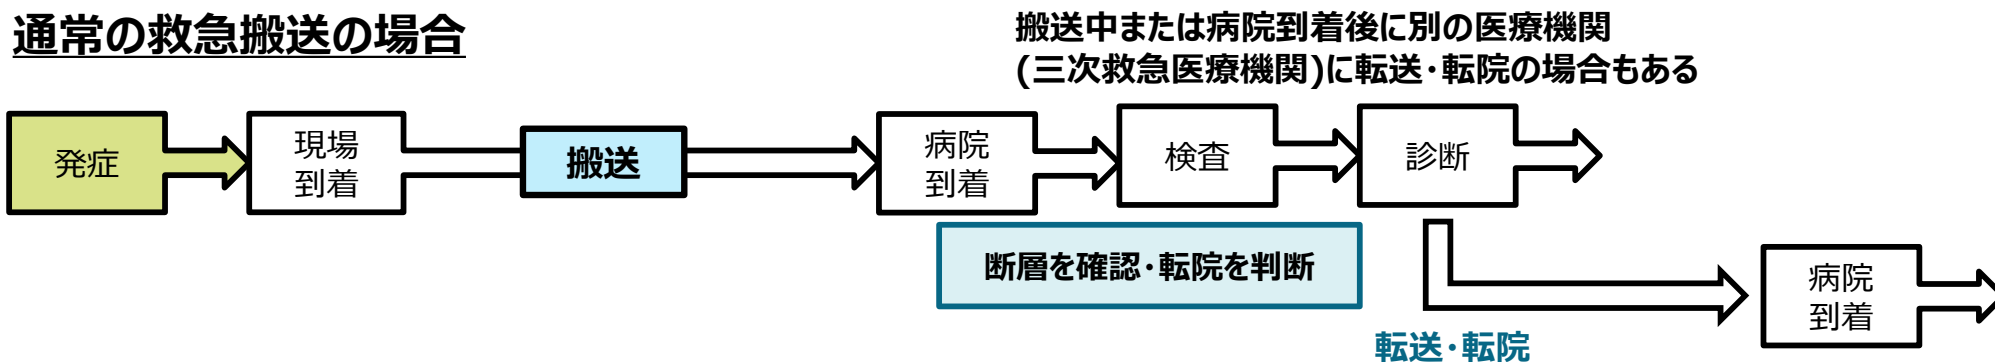 通常の救急搬送の場合
搬送中または病院到着後に別の医療機関
(三次救急医療機関)に転送・転院の場合もある
発症
現場
到着
搬送
病院
到着
検査
診断
断層を確認・転院を判断
転送・転院
病院
到着